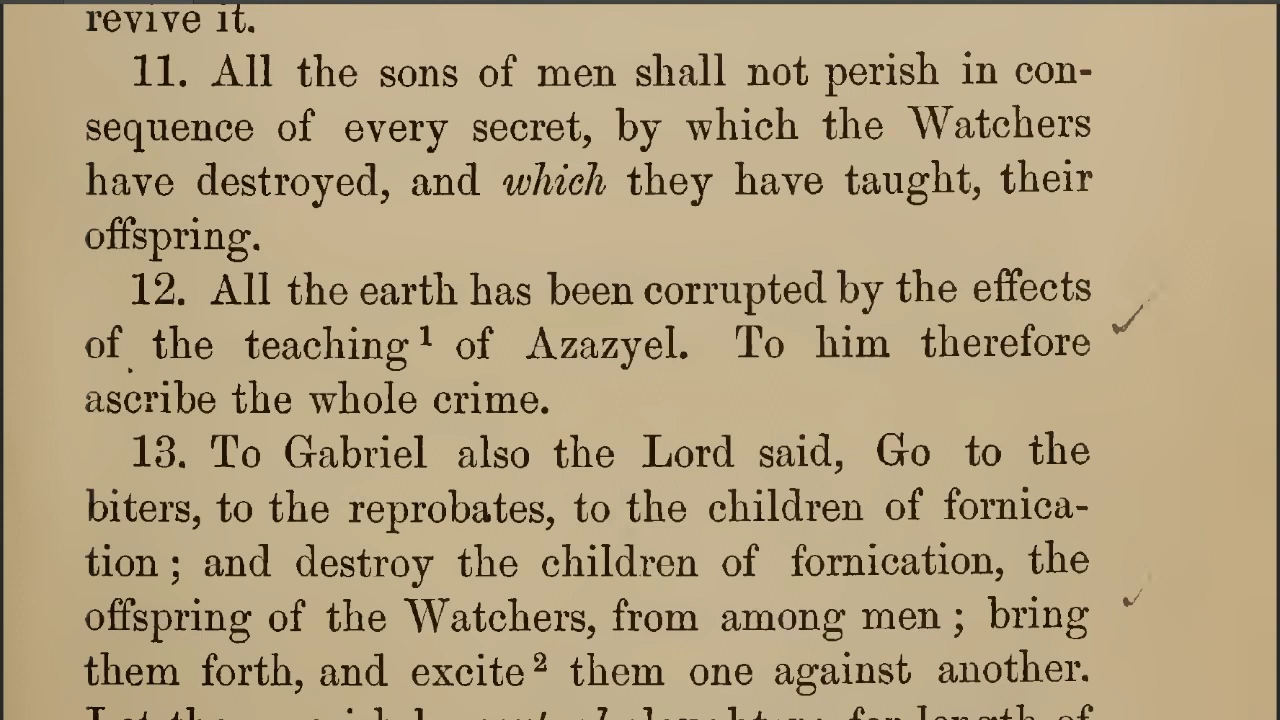 revive it.
11. All the sons of men shall not perish in con-
sequence of every secret, by which the Watchers
have destroyed, and which they have taught, their
offspring.
12. All the earth has been corrupted by the effects
of the teaching¹ of Azazyel. To him therefore
ascribe the whole crime.
13. To Gabriel also the Lord said, Go to the
biters, to the reprobates, to the children of fornica-
tion ; and destroy the children of fornication, the
offspring of the Watchers, from among men ; bring
them forth, and excite² them one against another.